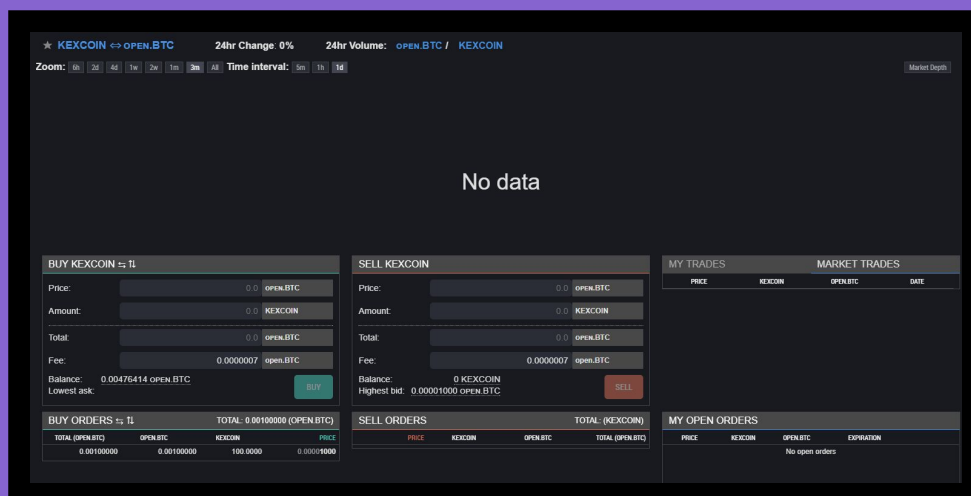 ★ KEXCOIN ⇔ OPEN.BTC 24hr Change: 0% 24hr Volume: OPEN.BTC / KEXCOIN
Zoom: 6h 2d 4d 1w 2w 1m 3m All Time interval: 5m 1h 1d Market Depth
No data
BUY KEXCOIN ⇆ ⇅
Price: 0.0 OPEN.BTC
Amount: 0.0 KEXCOIN
Total: 0.0 OPEN.BTC
Fee: 0.0000007 open.BTC
Balance: 0.00476414 OPEN.BTC
Lowest ask:
BUY
SELL KEXCOIN
Price: 0.0 OPEN.BTC
Amount: 0.0 KEXCOIN
Total: 0.0 OPEN.BTC
Fee: 0.0000007 open.BTC
Balance: 0 KEXCOIN
Highest bid: 0.00001000 OPEN.BTC
SELL
MY TRADES MARKET TRADES
PRICE KEXCOIN OPEN.BTC DATE
BUY ORDERS ⇆ ⇅ TOTAL: 0.00100000 (OPEN.BTC)
TOTAL (OPEN.BTC) OPEN.BTC KEXCOIN PRICE
0.00100000 0.00100000 100.0000 0.00001000
SELL ORDERS TOTAL: (KEXCOIN)
PRICE KEXCOIN OPEN.BTC TOTAL (OPEN.BTC)
MY OPEN ORDERS
PRICE KEXCOIN OPEN.BTC EXPIRATION
No open orders